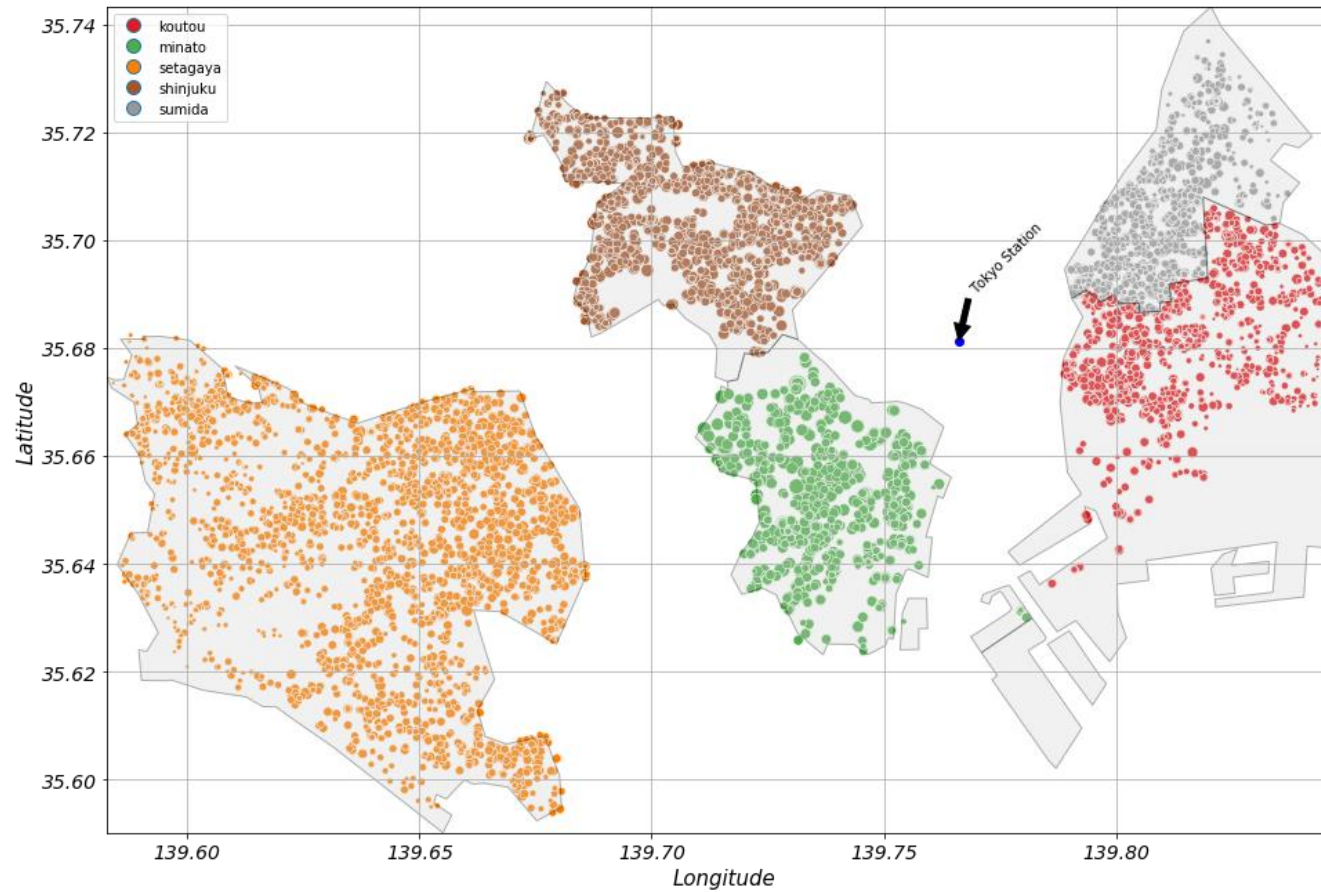 koutou
minato
setagaya
shinjuku
sumida
Tokyo Station
35.74
35.72
35.70
35.68
35.66
35.64
35.62
35.60
Latitude
139.60
139.65
139.70
139.75
139.80
Longitude